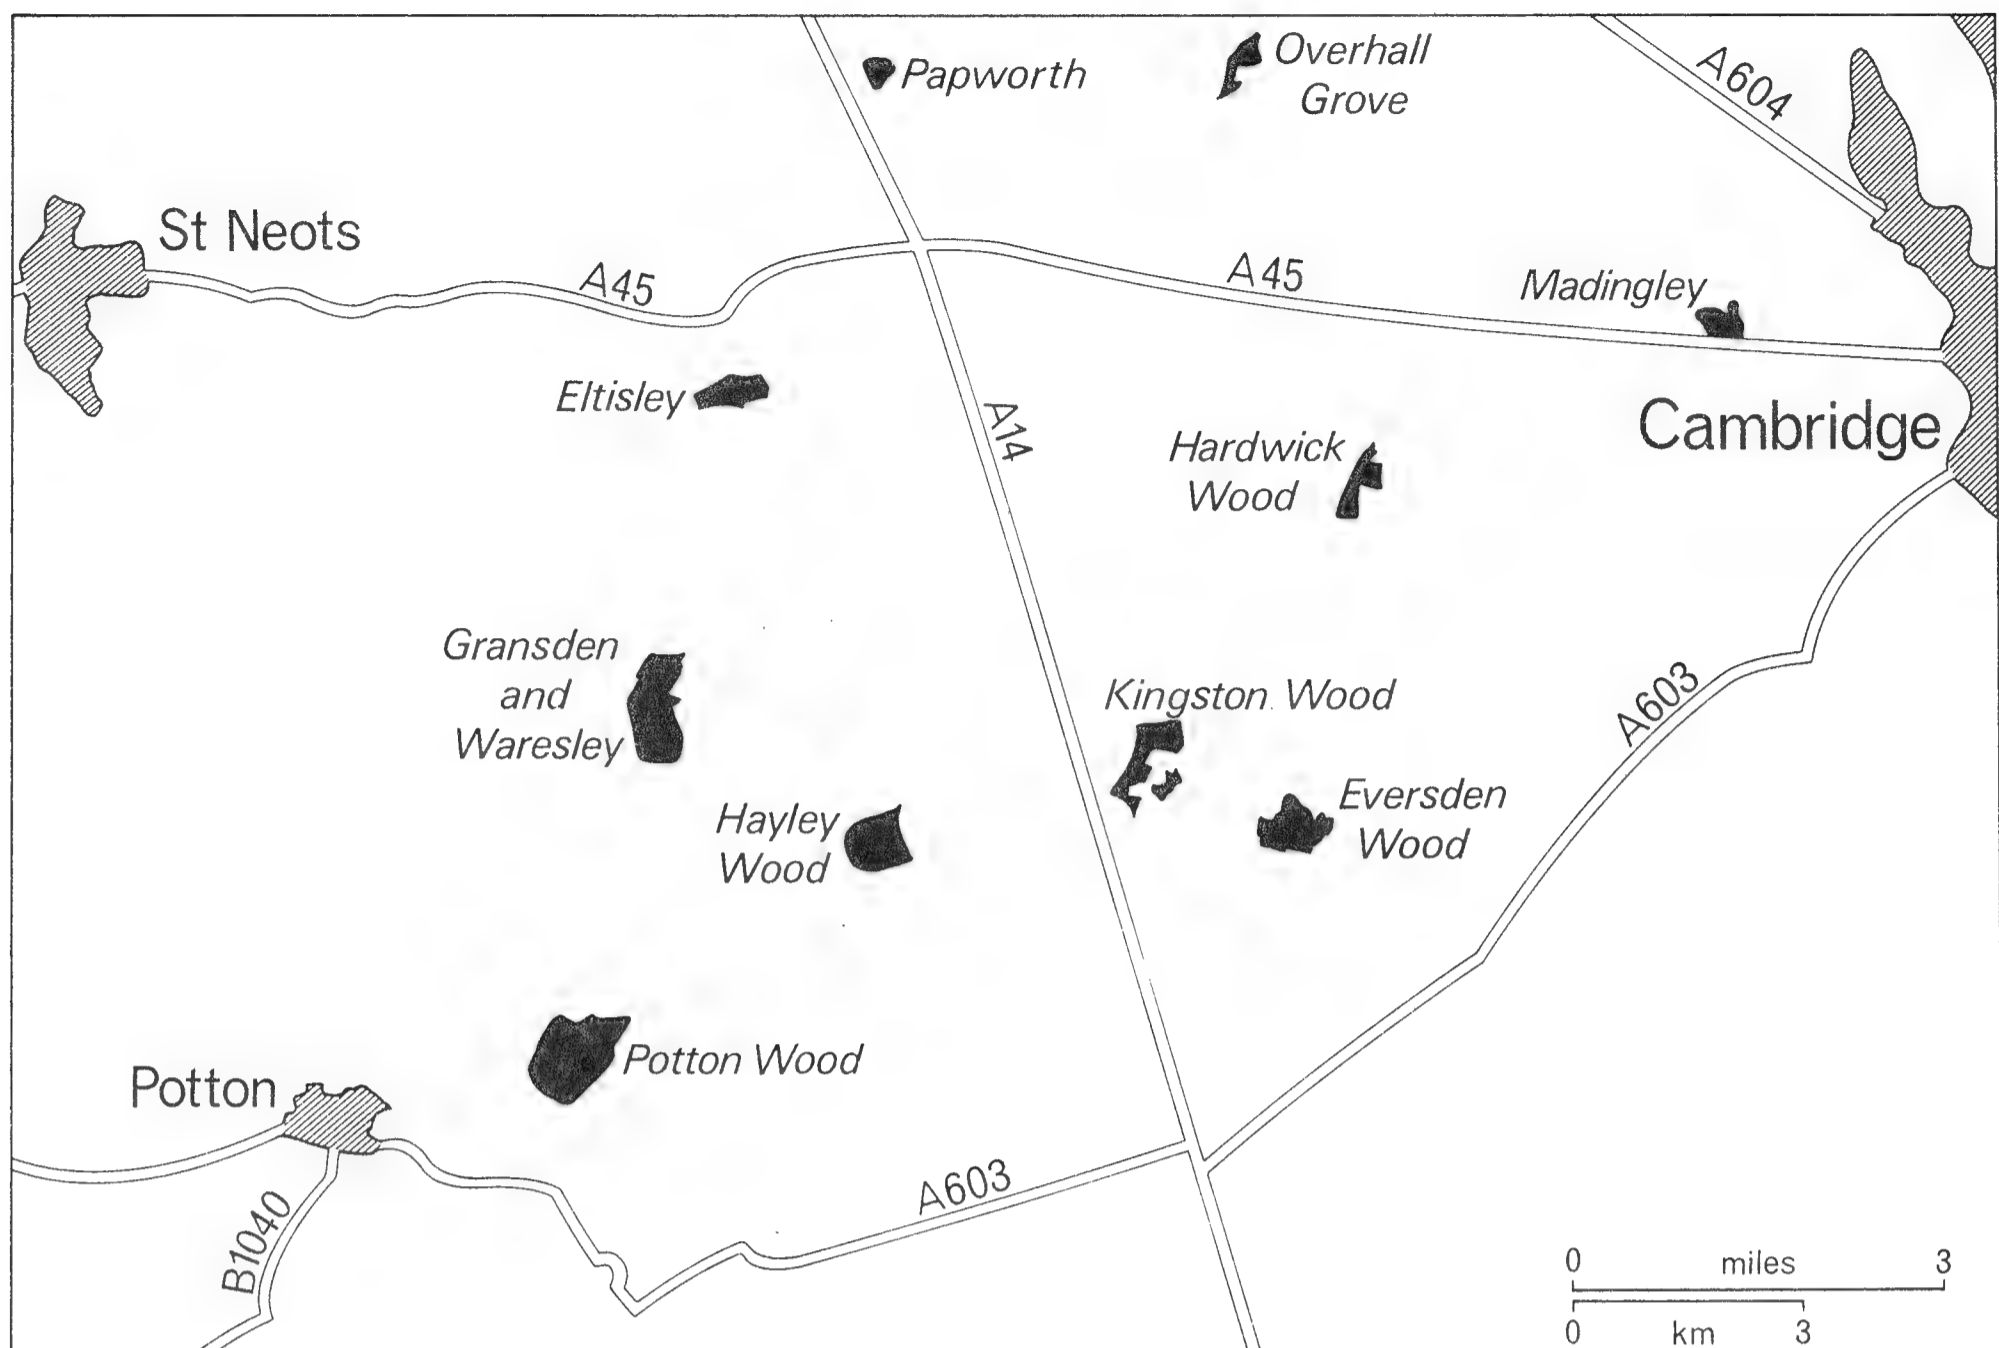 Papworth
Overhall
Grove
A604
St Neots
A45
A45
Madingley
Eltisley
A14
Hardwick
Wood
Cambridge
Gransden
and
Waresley
Kingston Wood
A603
Hayley
Wood
Eversden
Wood
Potton Wood
Potton
A603
B1040
0 miles 3
0 km 3